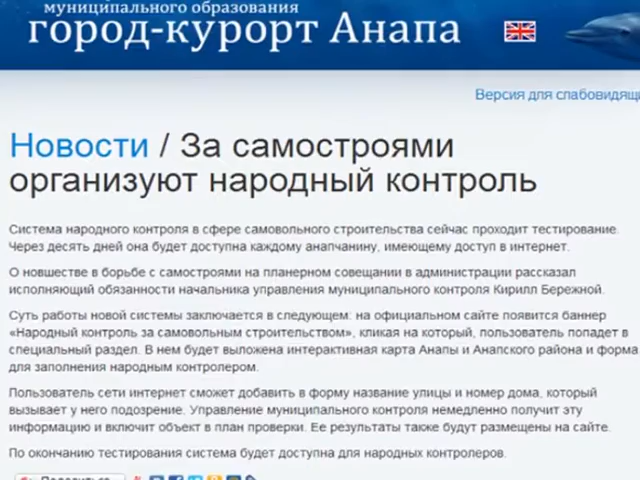 муниципального образования
город-курорт Анапа
Версия для слабовидящи
Новости / За самостроями
организуют народный контроль
Система народного контроля в сфере самовольного строительства сейчас проходит тестирование.
Через десять дней она будет доступна каждому анапчанину, имеющему доступ в интернет.
О новшестве в борьбе с самостроями на планерном совещании в администрации рассказал
исполняющий обязанности начальника управления муниципального контроля Кирилл Бережной.
Суть работы новой системы заключается в следующем: на официальном сайте появится баннер
«Народный контроль за самовольным строительством», кликая на который, пользователь попадет в
специальный раздел. В нем будет выложена интерактивная карта Анапы и Анапского района и форма
для заполнения народным контролером.
Пользователь сети интернет сможет добавить в форму название улицы и номер дома, который
вызывает у него подозрение. Управление муниципального контроля немедленно получит эту
информацию и включит объект в план проверки. Ее результаты также будут размещены на сайте.
По окончанию тестирования система будет доступна для народных контролеров.
Поделиться...